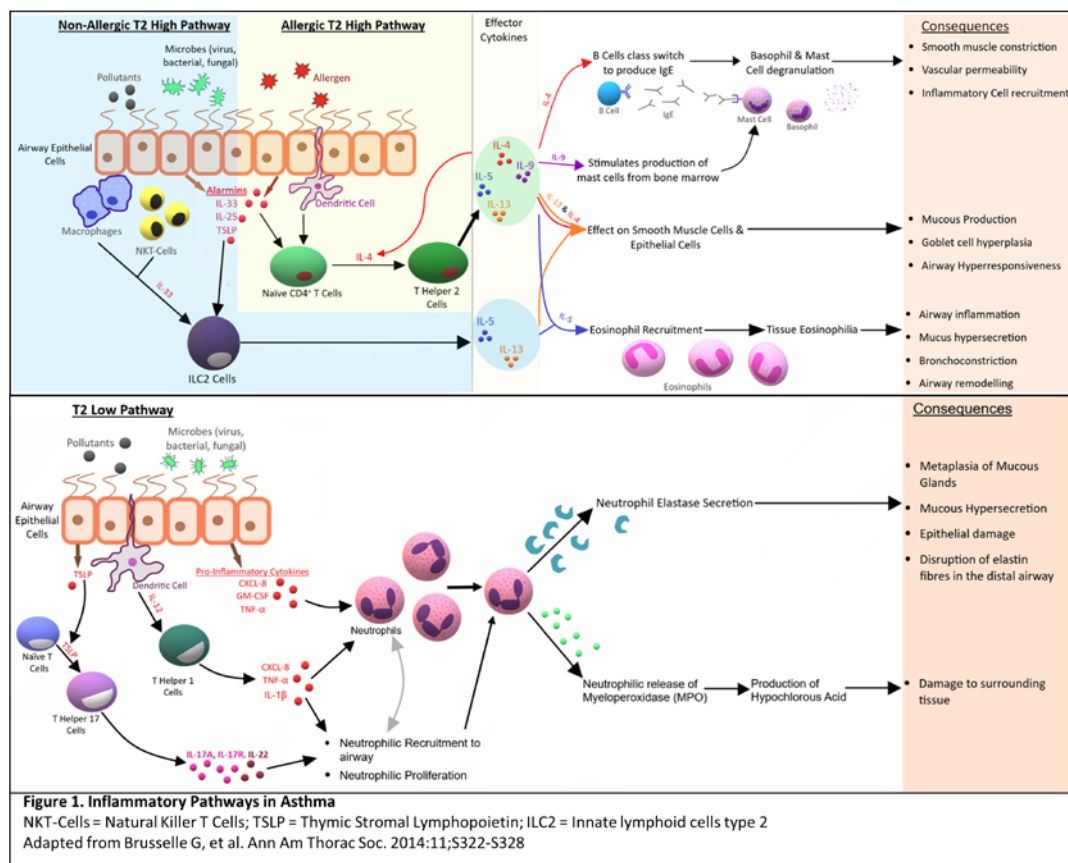 Non-Allergic T2 High Pathway
Allergic T2 High Pathway
Effector
Cytokines
Consequences
Pollutants
Microbes (virus,
bacterial, fungal)
Allergen
Airway Epithelial
Cells
Macrophages
NKT-Cells
IL-33
Alarmins
IL-33
IL-25
TSLP
Dendritic Cell
Naïve CD4⁺ T Cells
IL-4
T Helper 2
Cells
ILC2 Cells
IL-4
IL-9
IL-5
IL-13
IL-5
IL-13
IL-4
B Cells class switch
to produce IgE
B Cell
IgE
Basophil & Mast
Cell degranulation
Mast Cell
Basophil
IL-9
Stimulates production of
mast cells from bone marrow
IL-13 & IL-4
Effect on Smooth Muscle Cells &
Epithelial Cells
IL-5
Eosinophil Recruitment
Tissue Eosinophilia
Eosinophils
• Smooth muscle constriction
• Vascular permeability
• Inflammatory Cell recruitment
• Mucous Production
• Goblet cell hyperplasia
• Airway Hyperresponsiveness
• Airway inflammation
• Mucus hypersecretion
• Bronchoconstriction
• Airway remodelling
T2 Low Pathway
Consequences
Pollutants
Microbes (virus,
bacterial, fungal)
Airway
Epithelial
Cells
TSLP
Dendritic Cell
IL-12
Pro-Inflammatory Cytokines
CXCL-8
GM-CSF
TNF-α
Naïve T
Cells
TSLP
T Helper 17
Cells
T Helper 1
Cells
CXCL-8
TNF-α
IL-1β
IL-17A, IL-17R, IL-22
Neutrophils
• Neutrophilic Recruitment to
airway
• Neutrophilic Proliferation
Neutrophil Elastase Secretion
Neutrophilic release of
Myeloperoxidase (MPO)
Production of
Hypochlorous Acid
• Metaplasia of Mucous
Glands
• Mucous Hypersecretion
• Epithelial damage
• Disruption of elastin
fibres in the distal airway
• Damage to surrounding
tissue
Figure 1. Inflammatory Pathways in Asthma
NKT-Cells = Natural Killer T Cells; TSLP = Thymic Stromal Lymphopoietin; ILC2 = Innate lymphoid cells type 2
Adapted from Brusselle G, et al. Ann Am Thorac Soc. 2014:11;S322-S328